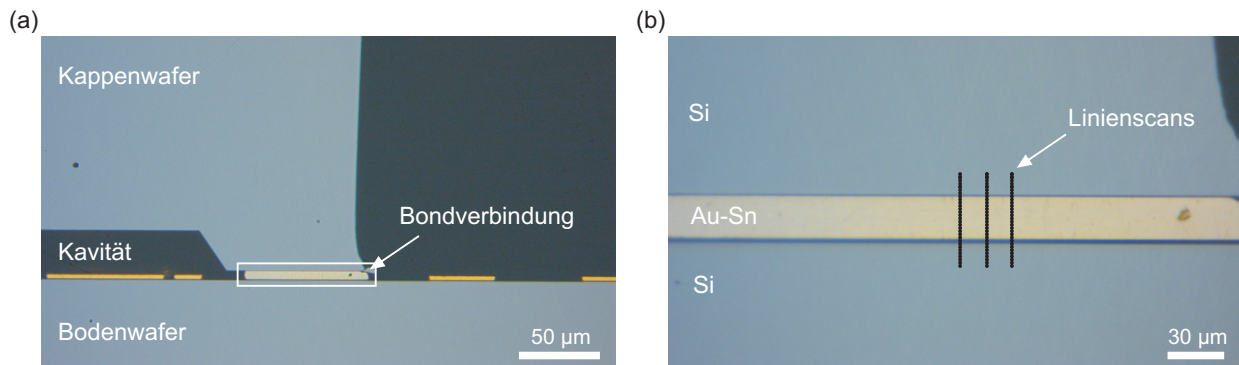 (a)
Kappenwafer
Bondverbindung
Kavität
Bodenwafer
50 µm
(b)
Si
Linienscans
Au-Sn
Si
30 µm